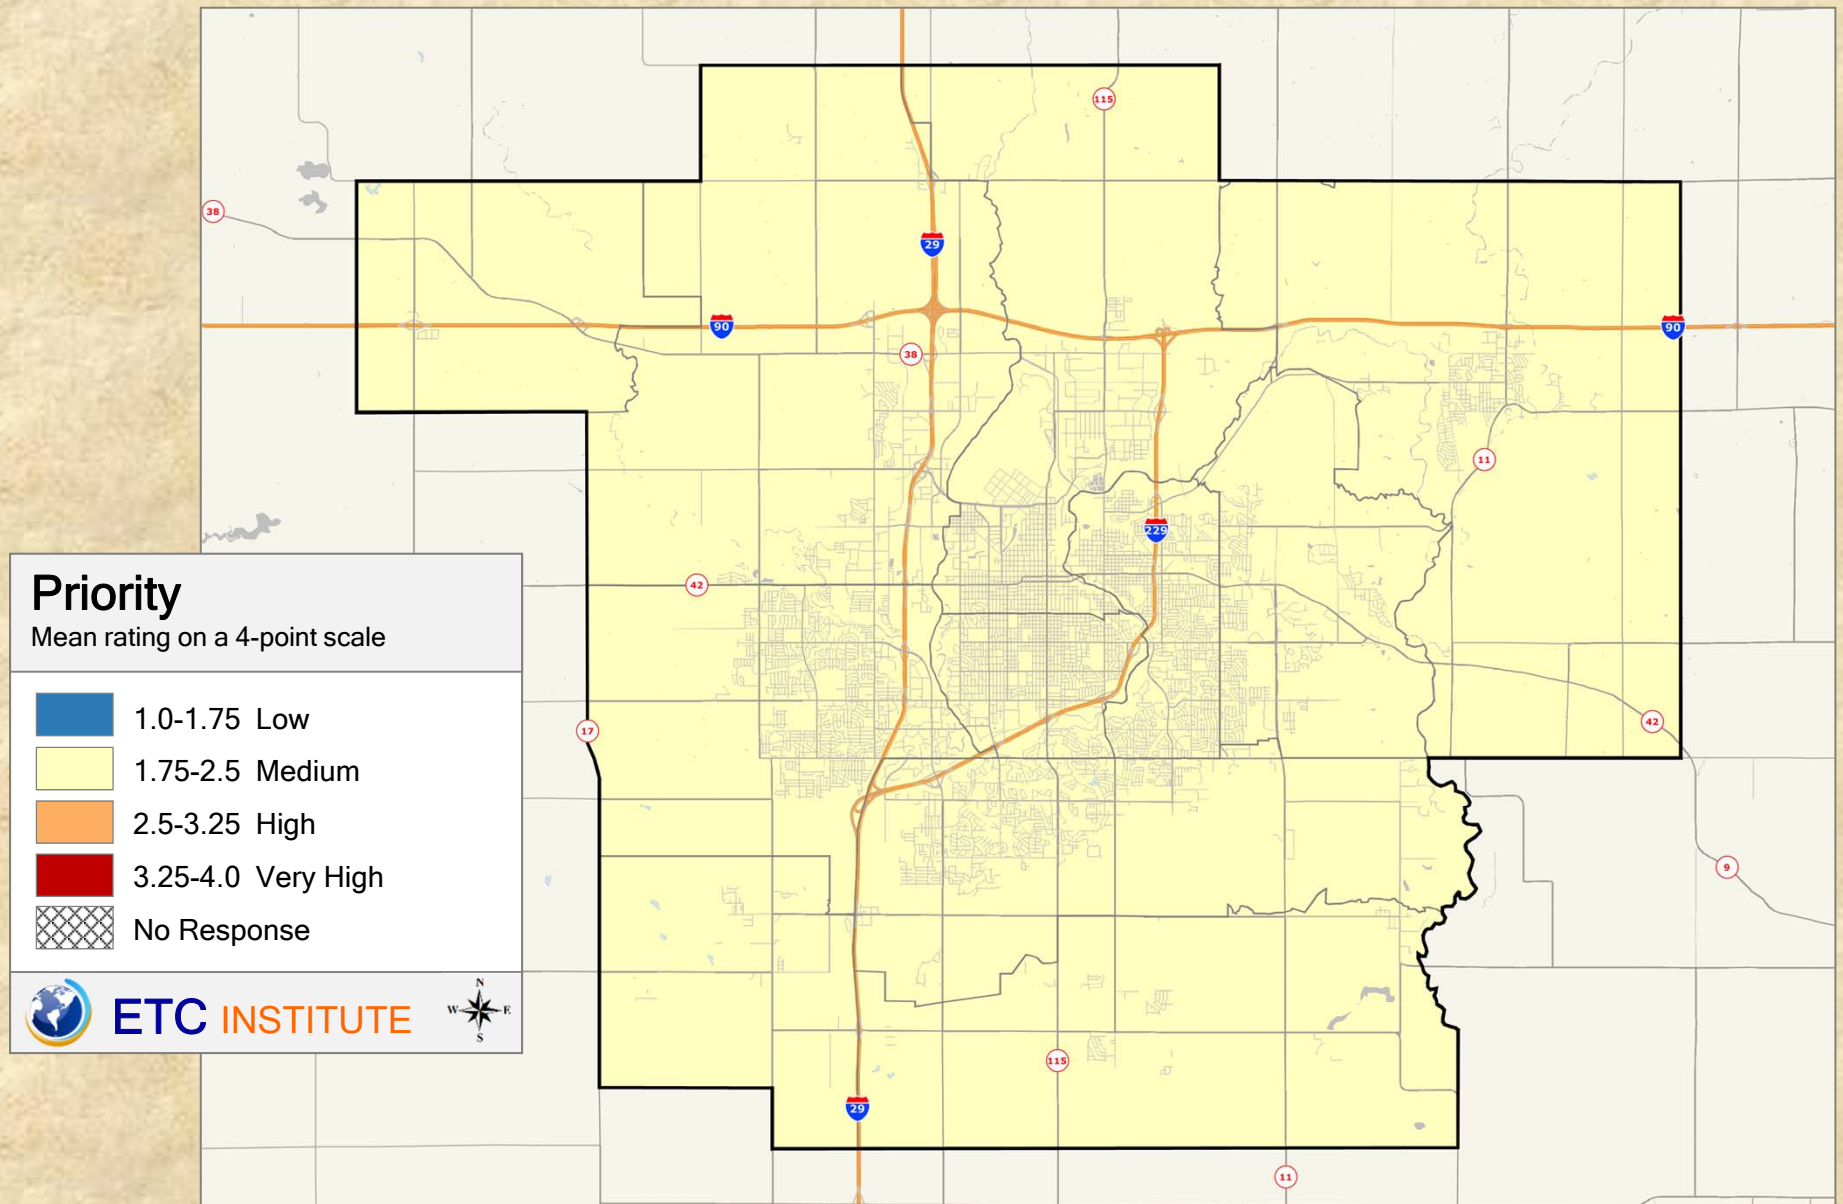 115
38
29
90
90
38
11
229
42
Priority
Mean rating on a 4-point scale
1.0-1.75 Low
1.75-2.5 Medium
2.5-3.25 High
3.25-4.0 Very High
No Response
17
42
9
ETC INSTITUTE
N
W E
S
115
29
11